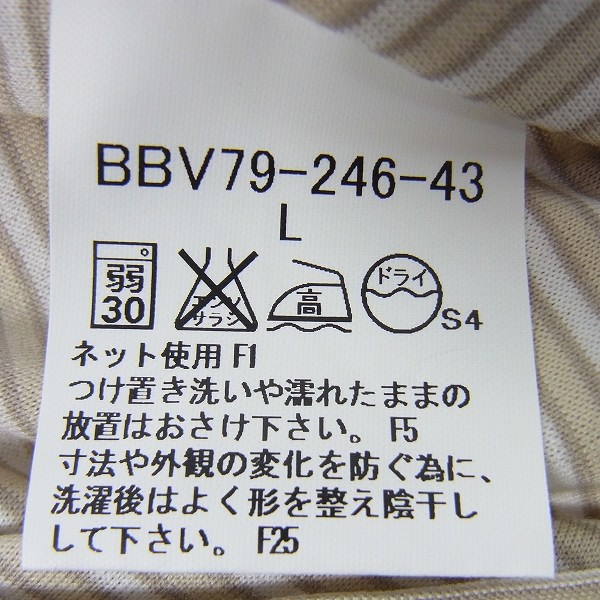 BBV79-246-43
L
弱 エンソ 高 ドライ
30 サラシ S4
ネット使用 F1
つけ置き洗いや濡れたままの
放置はおさけ下さい。 F5
寸法や外観の変化を防ぐ為に、
洗濯後はよく形を整え陰干し
して下さい。 F25